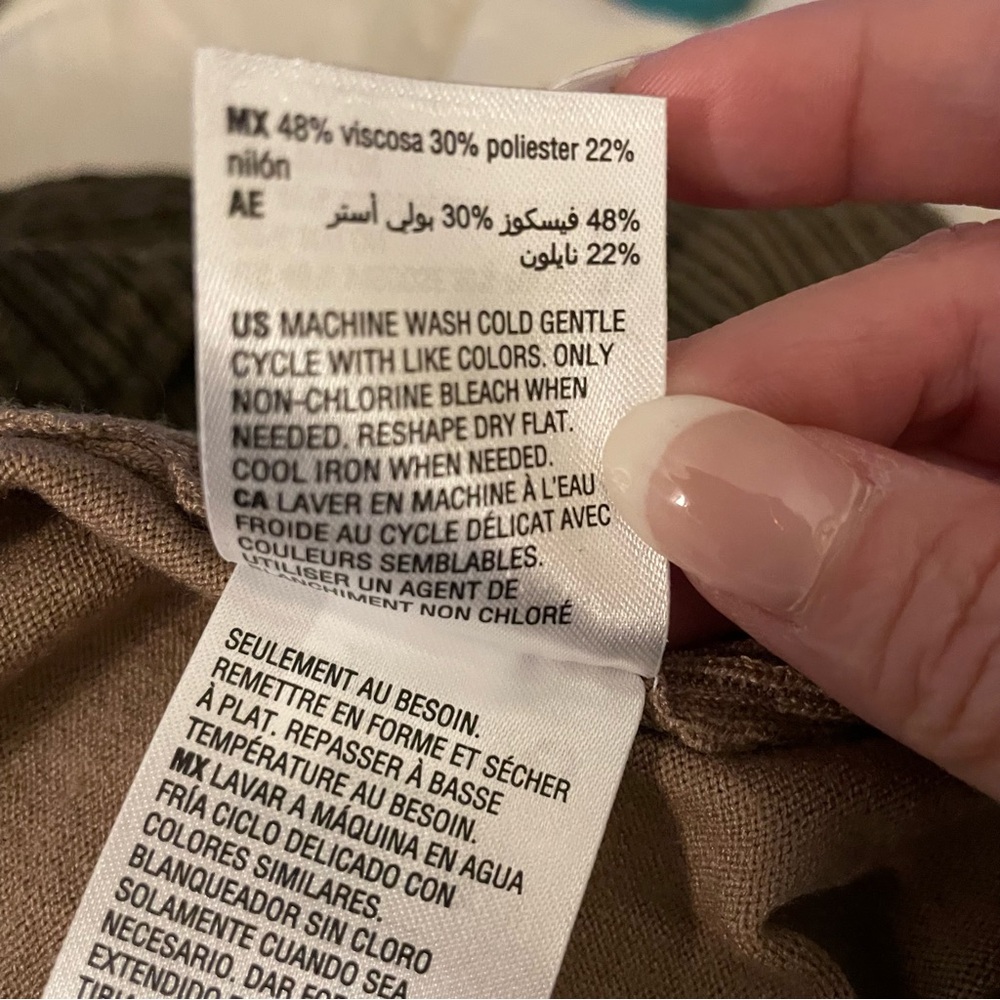 MX 48% viscosa 30% poliester 22%
nilón
AE 48% فيسكوز 30% بولي أستر
22% نايلون
US MACHINE WASH COLD GENTLE
CYCLE WITH LIKE COLORS. ONLY
NON-CHLORINE BLEACH WHEN
NEEDED. RESHAPE DRY FLAT.
COOL IRON WHEN NEEDED.
CA LAVER EN MACHINE À L'EAU
FROIDE AU CYCLE DÉLICAT AVEC
COULEURS SEMBLABLES.
UTILISER UN AGENT DE
BLANCHIMENT NON CHLORÉ
SEULEMENT AU BESOIN.
REMETTRE EN FORME ET SÉCHER
À PLAT. REPASSER À BASSE
TEMPÉRATURE AU BESOIN.
MX LAVAR A MÁQUINA EN AGUA
FRÍA CICLO DELICADO CON
COLORES SIMILARES.
BLANQUEADOR SIN CLORO
SOLAMENTE CUANDO SEA
NECESARIO. DAR
EXTENDIDO